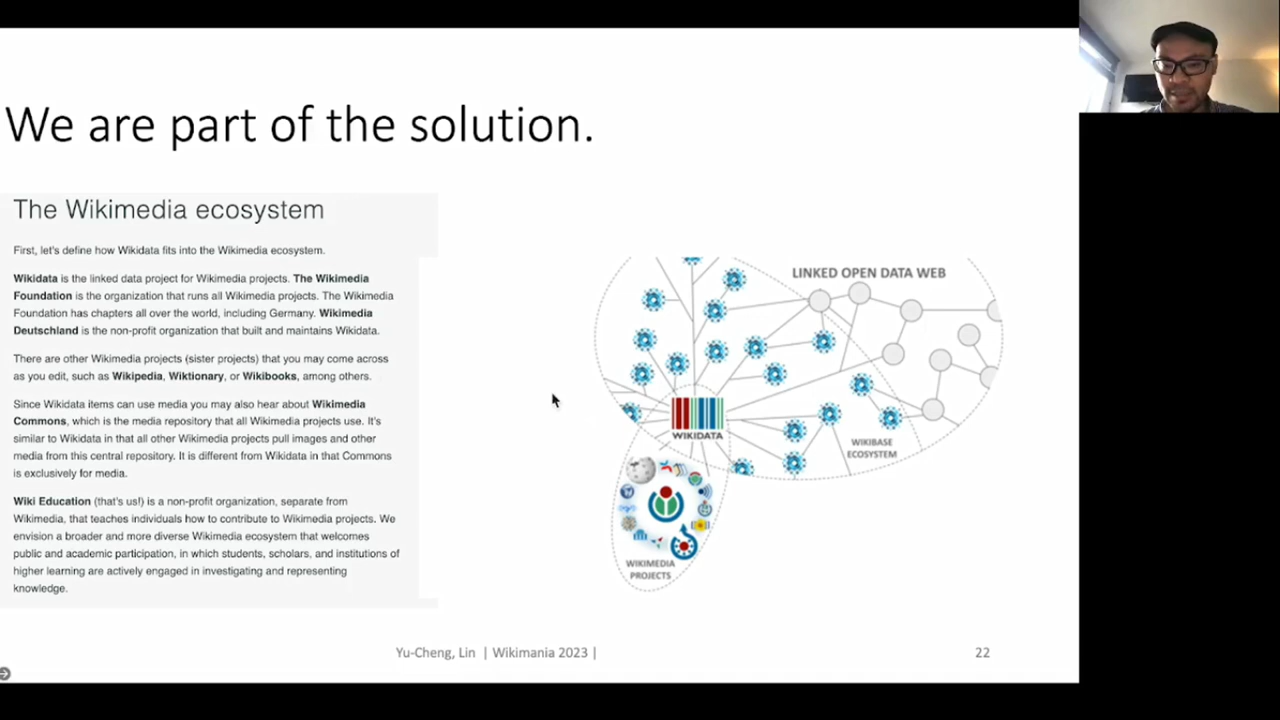 We are part of the solution.
The Wikimedia ecosystem
First, let's define how Wikidata fits into the Wikimedia ecosystem.
Wikidata is the linked data project for Wikimedia projects. The Wikimedia
Foundation is the organization that runs all Wikimedia projects. The Wikimedia
Foundation has chapters all over the world, including Germany. Wikimedia
Deutschland is the non-profit organization that built and maintains Wikidata.
There are other Wikimedia projects (sister projects) that you may come across
as you edit, such as Wikipedia, Wiktionary, or Wikibooks, among others.
Since Wikidata items can use media you may also hear about Wikimedia
Commons, which is the media repository that all Wikimedia projects use. It's
similar to Wikidata in that all other Wikimedia projects pull images and other
media from this central repository. It is different from Wikidata in that Commons
is exclusively for media.
Wiki Education (that's us!) is a non-profit organization, separate from
Wikimedia, that teaches individuals how to contribute to Wikimedia projects. We
envision a broader and more diverse Wikimedia ecosystem that welcomes
public and academic participation, in which students, scholars, and institutions of
higher learning are actively engaged in investigating and representing
knowledge.
LINKED OPEN DATA WEB
WIKIDATA
WIKIBASE
ECOSYSTEM
WIKIMEDIA
PROJECTS
Yu-Cheng, Lin | Wikimania 2023 |
22